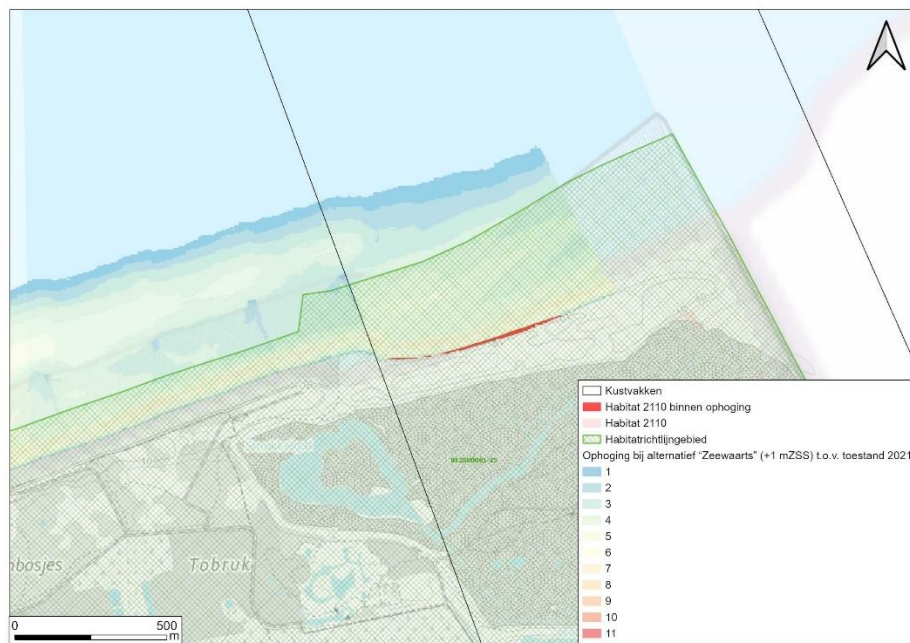 Kustvakken
Habitat 2110 binnen ophoging
Habitat 2110
Habitatrichtlijngebied
Ophoging bij alternatief "Zeewaarts" (+1 mZSS) t.o.v. toestand 2021
1
2
3
4
5
6
7
8
9
10
11
Tobruk
nbosjes
0
500
m